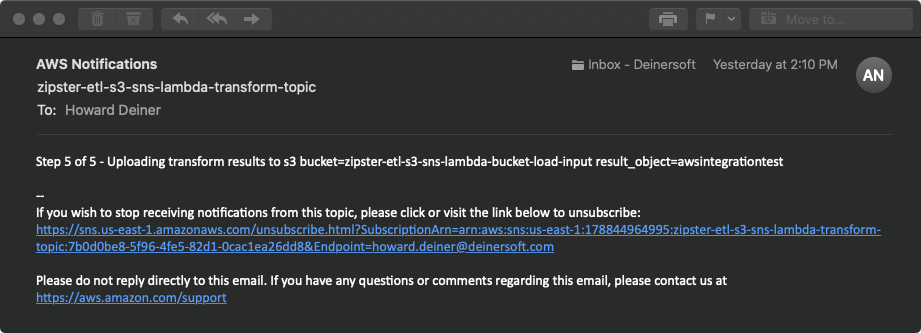 Move to...
AWS Notifications
Inbox - Deinersoft
Yesterday at 2:10 PM
AN
zipster-etl-s3-sns-lambda-transform-topic
To: Howard Deiner
Step 5 of 5 - Uploading transform results to s3 bucket=zipster-etl-s3-sns-lambda-bucket-load-input result_object=awsintegrationtest
--
If you wish to stop receiving notifications from this topic, please click or visit the link below to unsubscribe:
https://sns.us-east-1.amazonaws.com/unsubscribe.html?SubscriptionArn=arn:aws:sns:us-east-1:178844964995:zipster-etl-s3-sns-lambda-transform-
topic:7b0d0be8-5f96-4fe5-82d1-0cac1ea26dd8&Endpoint=howard.deiner@deinersoft.com
Please do not reply directly to this email. If you have any questions or comments regarding this email, please contact us at
https://aws.amazon.com/support